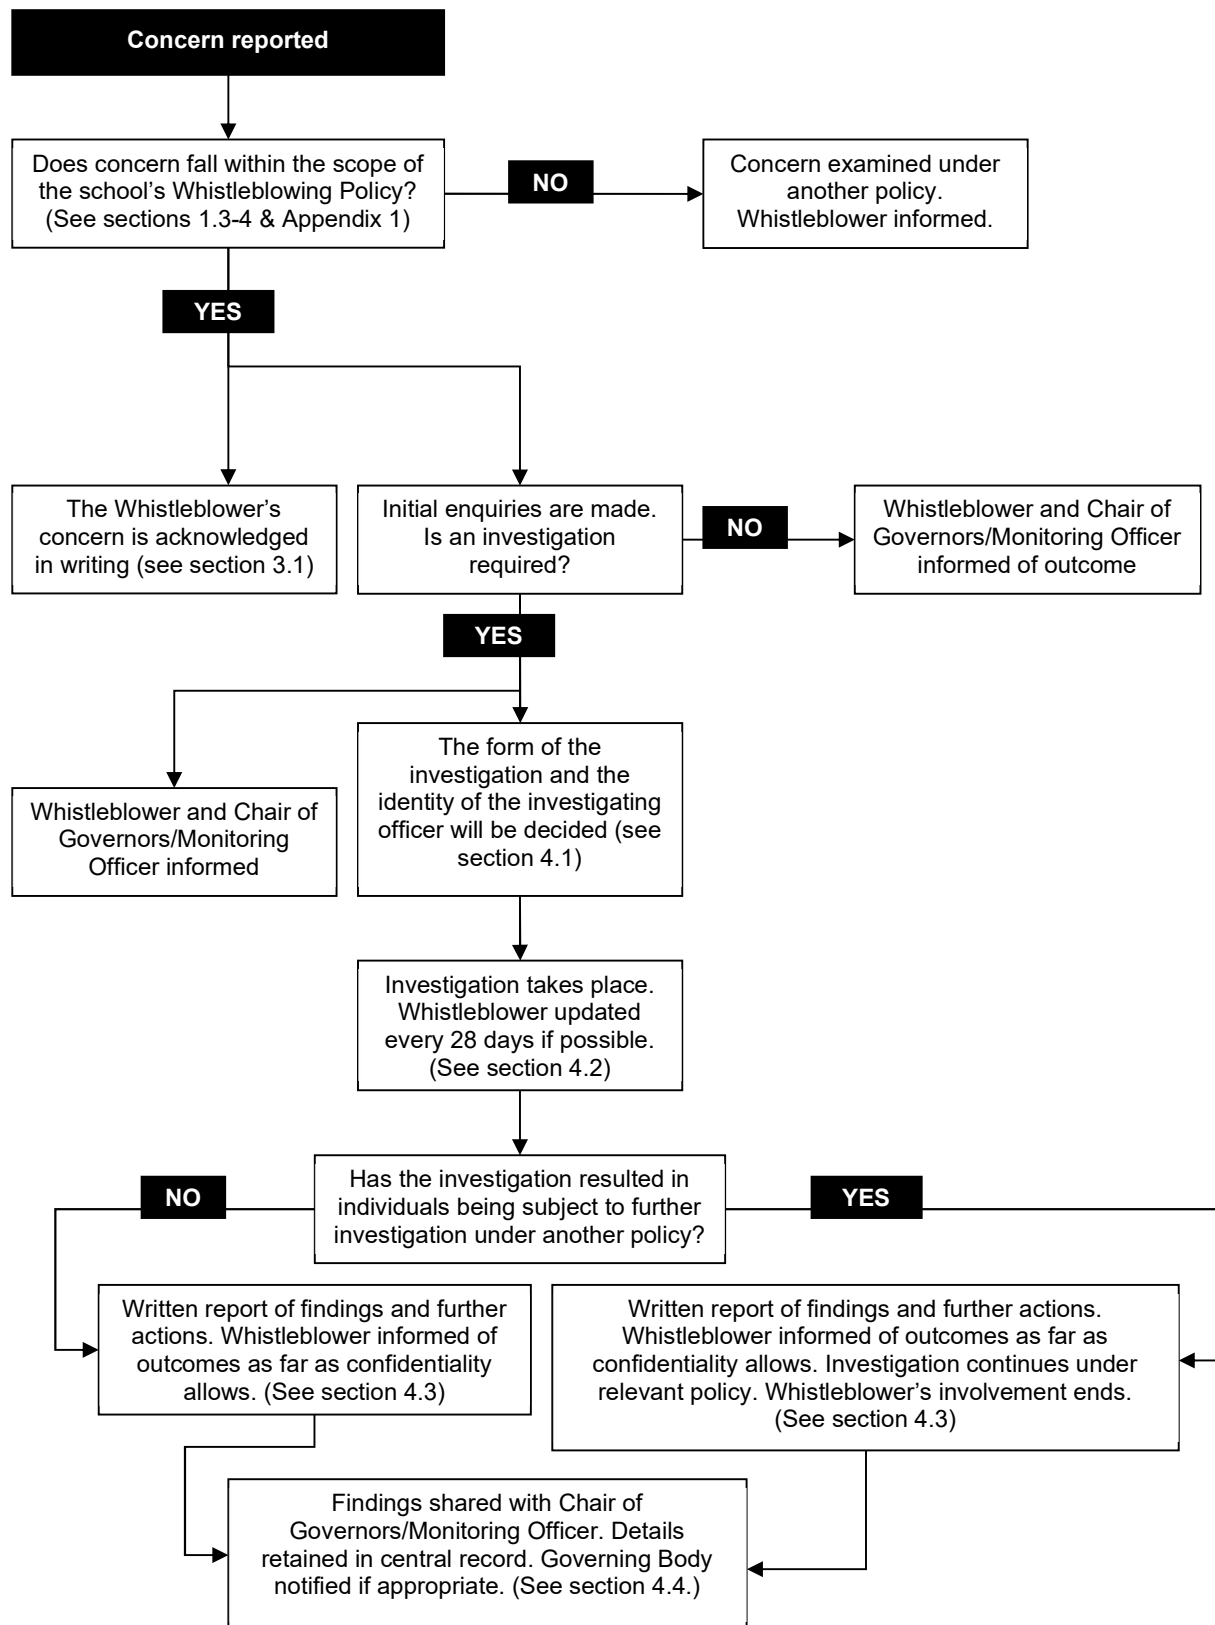 Concern reported
Does concern fall within the scope of
the school’s Whistleblowing Policy?
(See sections 1.3-4 & Appendix 1)
NO
Concern examined under
another policy.
Whistleblower informed.
YES
The Whistleblower’s
concern is acknowledged
in writing (see section 3.1)
Initial enquiries are made.
Is an investigation
required?
NO
Whistleblower and Chair of
Governors/Monitoring Officer
informed of outcome
YES
Whistleblower and Chair of
Governors/Monitoring
Officer informed
The form of the
investigation and the
identity of the investigating
officer will be decided (see
section 4.1)
Investigation takes place.
Whistleblower updated
every 28 days if possible.
(See section 4.2)
Has the investigation resulted in
individuals being subject to further
investigation under another policy?
NO
YES
Written report of findings and further
actions. Whistleblower informed of
outcomes as far as confidentiality
allows. (See section 4.3)
Written report of findings and further actions.
Whistleblower informed of outcomes as far as
confidentiality allows. Investigation continues under
relevant policy. Whistleblower’s involvement ends.
(See section 4.3)
Findings shared with Chair of
Governors/Monitoring Officer. Details
retained in central record. Governing Body
notified if appropriate. (See section 4.4.)